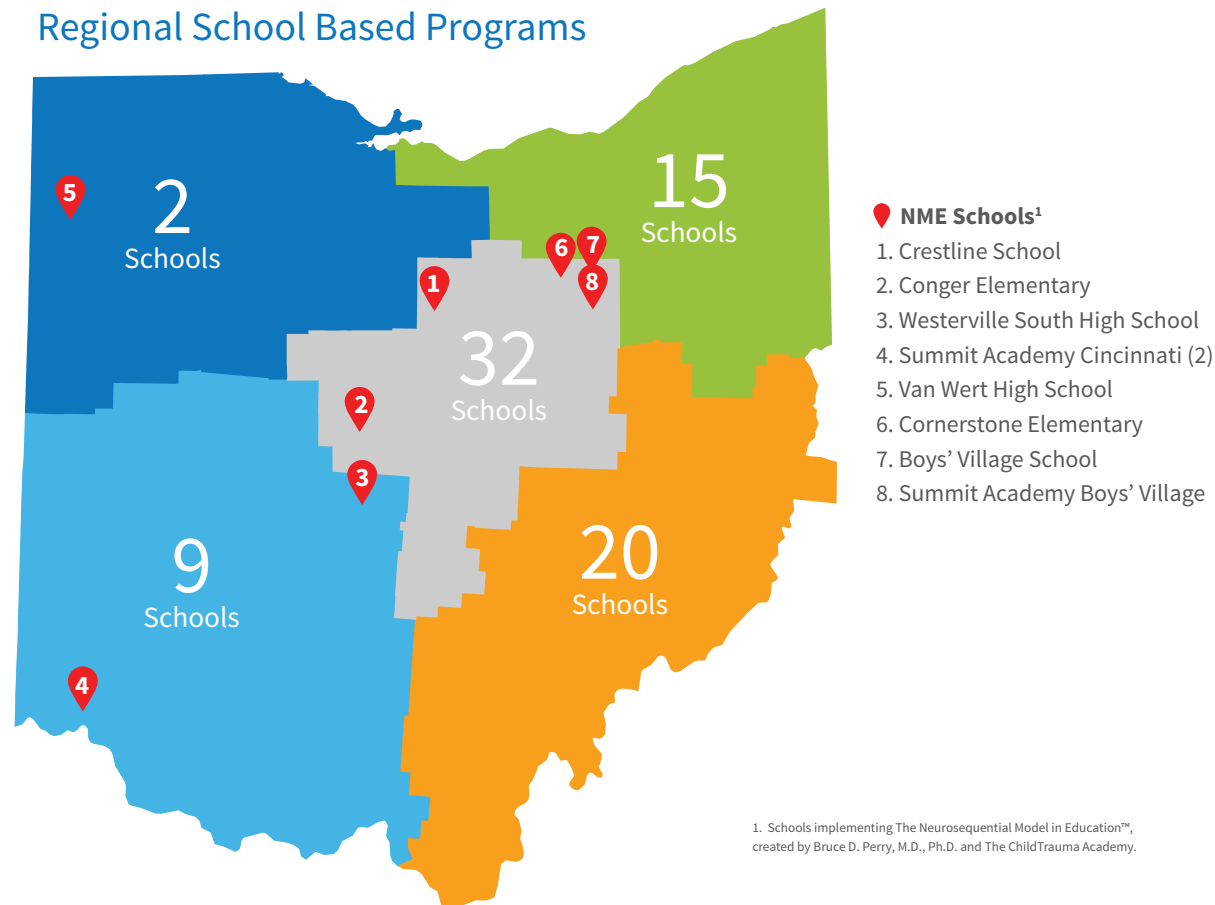 Regional School Based Programs
2
Schools
15
Schools
32
Schools
9
Schools
20
Schools
5
1
6
7
8
2
3
4
NME Schools¹
1. Crestline School
2. Conger Elementary
3. Westerville South High School
4. Summit Academy Cincinnati (2)
5. Van Wert High School
6. Cornerstone Elementary
7. Boys’ Village School
8. Summit Academy Boys’ Village
1. Schools implementing The Neurosequential Model in Education™,
created by Bruce D. Perry, M.D., Ph.D. and The ChildTrauma Academy.